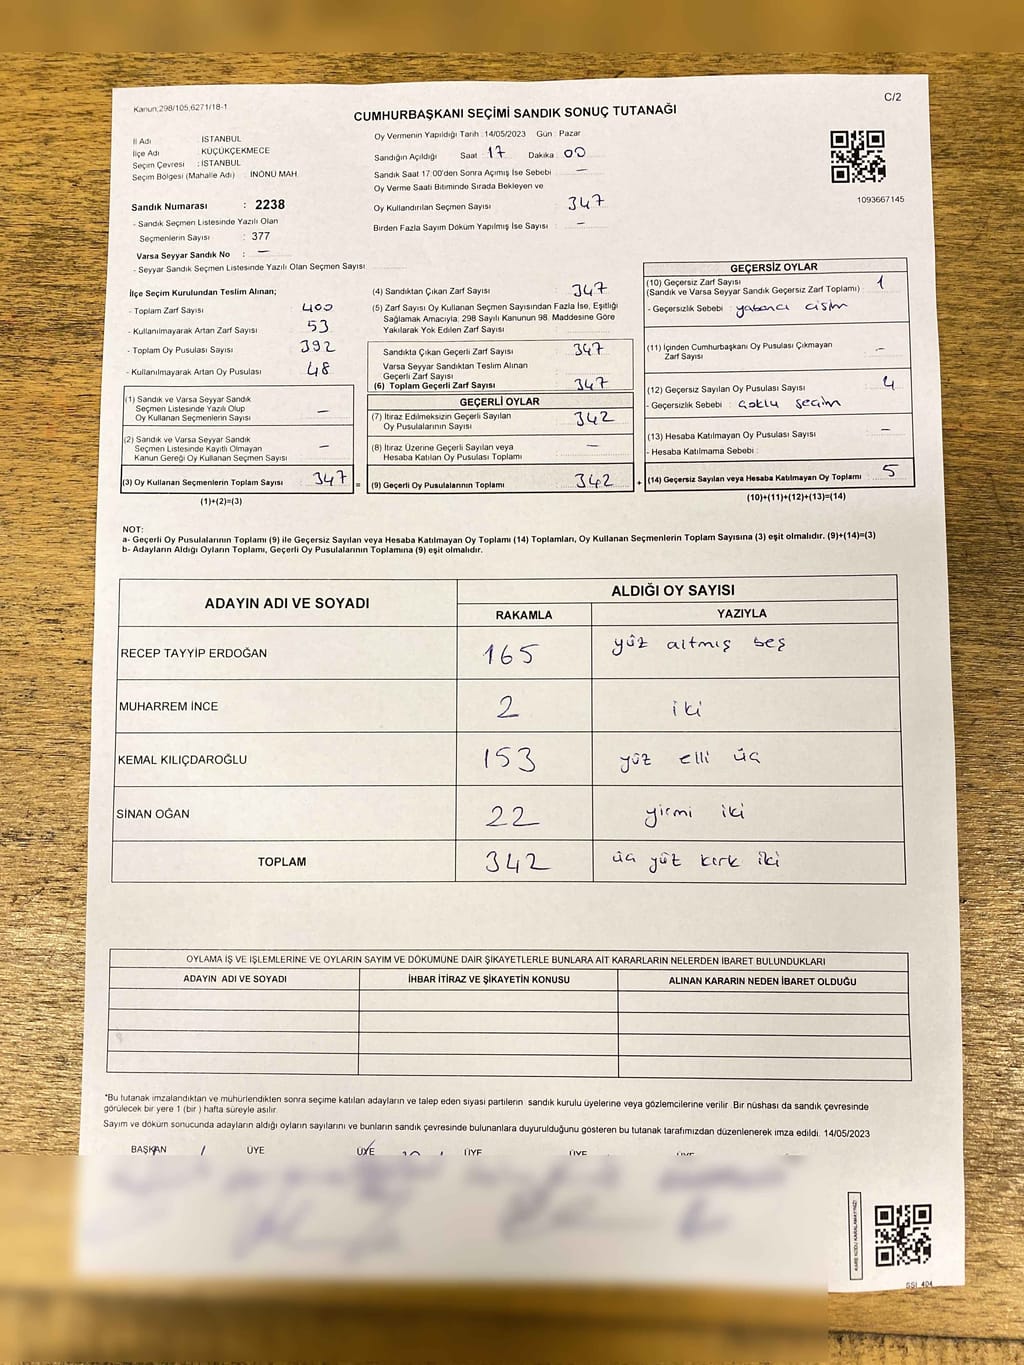 Kanun;298/105,6271/18-1
C/2
CUMHURBAŞKANI SEÇİMİ SANDIK SONUÇ TUTANAĞI
İl Adı : İSTANBUL
İlçe Adı : KÜÇÜKÇEKMECE
Seçim Çevresi : İSTANBUL
Seçim Bölgesi (Mahalle Adı) : İNÖNÜ MAH.
Sandık Numarası : 2238
- Sandık Seçmen Listesinde Yazılı Olan
Seçmenlerin Sayısı : 377
Varsa Seyyar Sandık No : —
- Seyyar Sandık Seçmen Listesinde Yazılı Olan Seçmen Sayısı
Oy Vermenin Yapıldığı Tarih : 14/05/2023 Gün : Pazar
Sandığın Açıldığı Saat : 17 Dakika : 00
Sandık Saat 17:00'den Sonra Açımış İse Sebebi : —
Oy Verme Saati Bitiminde Sırada Bekleyen ve
Oy Kullandırılan Seçmen Sayısı : 347
Birden Fazla Sayım Döküm Yapılmış İse Sayısı : —
1093667145
İlçe Seçim Kurulundan Teslim Alınan;
- Toplam Zarf Sayısı : 400
- Kullanılmayarak Artan Zarf Sayısı : 53
- Toplam Oy Pusulası Sayısı : 392
- Kullanılmayarak Artan Oy Pusulası : 48
(1) Sandık ve Varsa Seyyar Sandık
Seçmen Listesinde Yazılı Olup
Oy Kullanan Seçmenlerin Sayısı : —
(2) Sandık ve Varsa Seyyar Sandık
Seçmen Listesinde Kayıtlı Olmayan
Kanun Gereği Oy Kullanan Seçmen Sayısı : —
(3) Oy Kullanan Seçmenlerin Toplam Sayısı : 347 =
(1)+(2)=(3)
(4) Sandıktan Çıkan Zarf Sayısı : 347
(5) Zarf Sayısı Oy Kullanan Seçmen Sayısından Fazla İse, Eşitliği
Sağlamak Amacıyla, 298 Sayılı Kanunun 98. Maddesine Göre
Yakılarak Yok Edilen Zarf Sayısı :
Sandıkta Çıkan Geçerli Zarf Sayısı : 347
Varsa Seyyar Sandıktan Teslim Alınan
Geçerli Zarf Sayısı :
(6) Toplam Geçerli Zarf Sayısı : 347
GEÇERLİ OYLAR
(7) İtiraz Edilmeksizin Geçerli Sayılan
Oy Pusulalarının Sayısı : 342
(8) İtiraz Üzerine Geçerli Sayılan veya
Hesaba Katılan Oy Pusulası Toplamı : —
(9) Geçerli Oy Pusulalarının Toplamı : 342 +
GEÇERSİZ OYLAR
(10) Geçersiz Zarf Sayısı
(Sandık ve Varsa Seyyar Sandık Geçersiz Zarf Toplamı) : 1
- Geçersizlik Sebebi : yabancı cisim
(11) İçinden Cumhurbaşkanı Oy Pusulası Çıkmayan
Zarf Sayısı : -
(12) Geçersiz Sayılan Oy Pusulası Sayısı : 4
- Geçersizlik Sebebi : Çoklu seçim
(13) Hesaba Katılmayan Oy Pusulası Sayısı : —
- Hesaba Katılmama Sebebi :
(14) Geçersiz Sayılan veya Hesaba Katılmayan Oy Toplamı : 5
(10)+(11)+(12)+(13)=(14)
NOT:
a- Geçerli Oy Pusulalarının Toplamı (9) ile Geçersiz Sayılan veya Hesaba Katılmayan Oy Toplamı (14) Toplamları, Oy Kullanan Seçmenlerin Toplam Sayısına (3) eşit olmalıdır. (9)+(14)=(3)
b- Adayların Aldığı Oyların Toplamı, Geçerli Oy Pusulalarının Toplamına (9) eşit olmalıdır.
ADAYIN ADI VE SOYADI ALDIĞI OY SAYISI
RAKAMLA YAZIYLA
RECEP TAYYİP ERDOĞAN 165 yüz altmış beş
MUHARREM İNCE 2 iki
KEMAL KILIÇDAROĞLU 153 yüz elli üç
SİNAN OĞAN 22 yirmi iki
TOPLAM 342 üç yüz kırk iki
OYLAMA İŞ VE İŞLEMLERİNE VE OYLARIN SAYIM VE DÖKÜMÜNE DAİR ŞİKAYETLERLE BUNLARA AİT KARARLARIN NELERDEN İBARET BULUNDUKLARI
ADAYIN ADI VE SOYADI İHBAR İTİRAZ VE ŞİKAYETİN KONUSU ALINAN KARARIN NEDEN İBARET OLDUĞU
*Bu tutanak imzalandıktan ve mühürlendikten sonra seçime katılan adayların ve talep eden siyasi partilerin sandık kurulu üyelerine veya gözlemcilerine verilir. Bir nüshası da sandık çevresinde
görülecek bir yere 1 (bir) hafta süreyle asılır.
Sayım ve döküm sonucunda adayların aldığı oyların sayılarını ve bunların sandık çevresinde bulunanlara duyurulduğunu gösteren bu tutanak tarafımızdan düzenlenerek imza edildi. 14/05/2023
BAŞKAN ÜYE ÜYE ÜYE ÜYE ÜYE
KARE KODU KARALAMAYINIZ!
SSİ 404